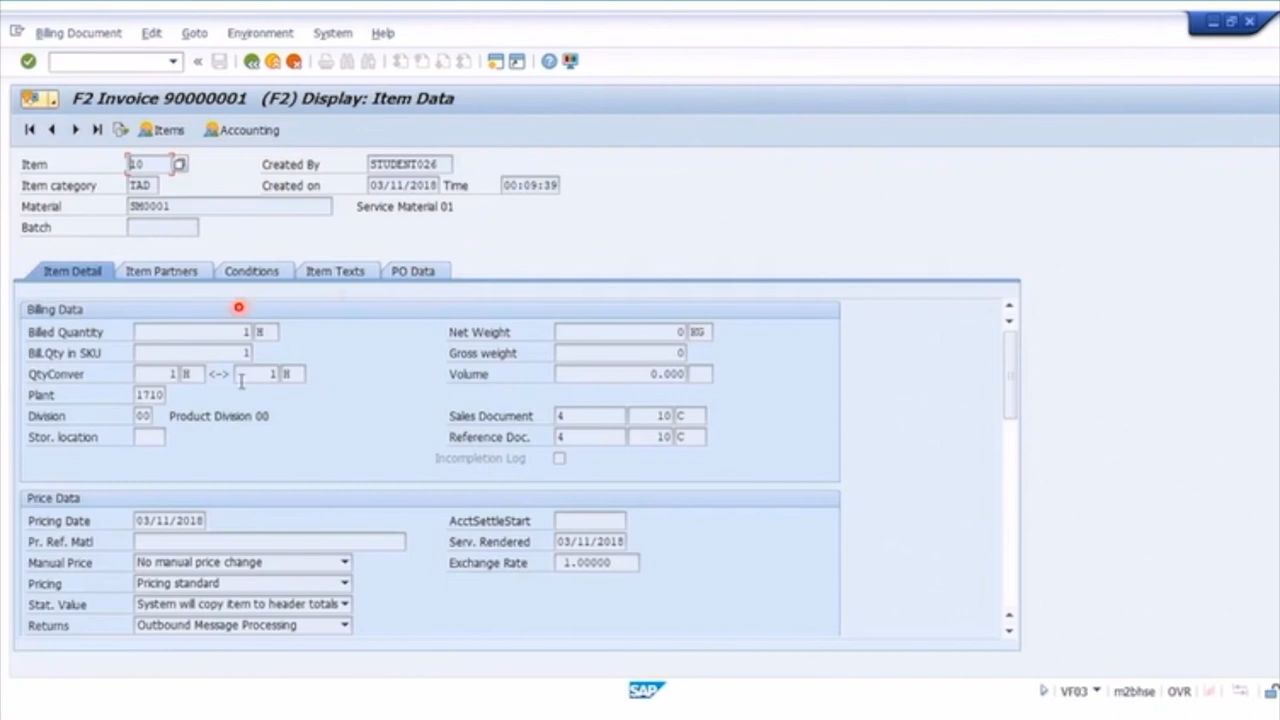 Billing Document Edit Goto Environment System Help
F2 Invoice 90000001 (F2) Display: Item Data
Items Accounting
Item 10 Created By STUDENT026
Item category TAD Created on 03/11/2018 Time 00:09:39
Material SM0001 Service Material 01
Batch
Item Detail Item Partners Conditions Item Texts PO Data
Billing Data
Billed Quantity 1 H Net Weight 0 KG
Bill.Qty in SKU 1 Gross weight 0
QtyConver 1 H <-> 1 H Volume 0.000
Plant 1710
Division 00 Product Division 00 Sales Document 4 10 C
Stor. location Reference Doc. 4 10 C
Incompletion Log
Price Data
Pricing Date 03/11/2018 AcctSettleStart
Pr. Ref. Matl Serv. Rendered 03/11/2018
Manual Price No manual price change Exchange Rate 1.00000
Pricing Pricing standard
Stat. Value System will copy item to header totals
Returns Outbound Message Processing
SAP VF03 m2bhse OVR